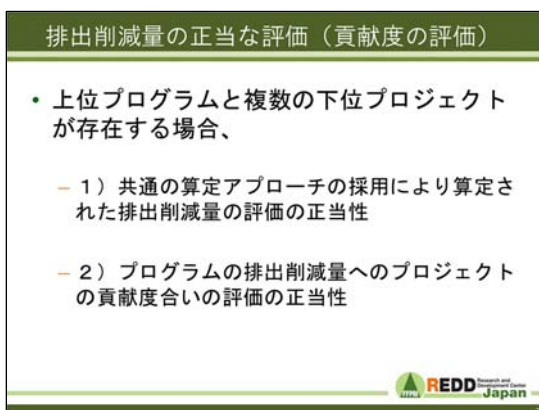 排出削減量の正当な評価（貢献度の評価）
• 上位プログラムと複数の下位プロジェクト
が存在する場合、
– １）共通の算定アプローチの採用により算定さ
れた排出削減量の評価の正当性
– ２）プログラムの排出削減量へのプロジェクト
の貢献度合いの評価の正当性
REDD Research and
Development Center
Japan